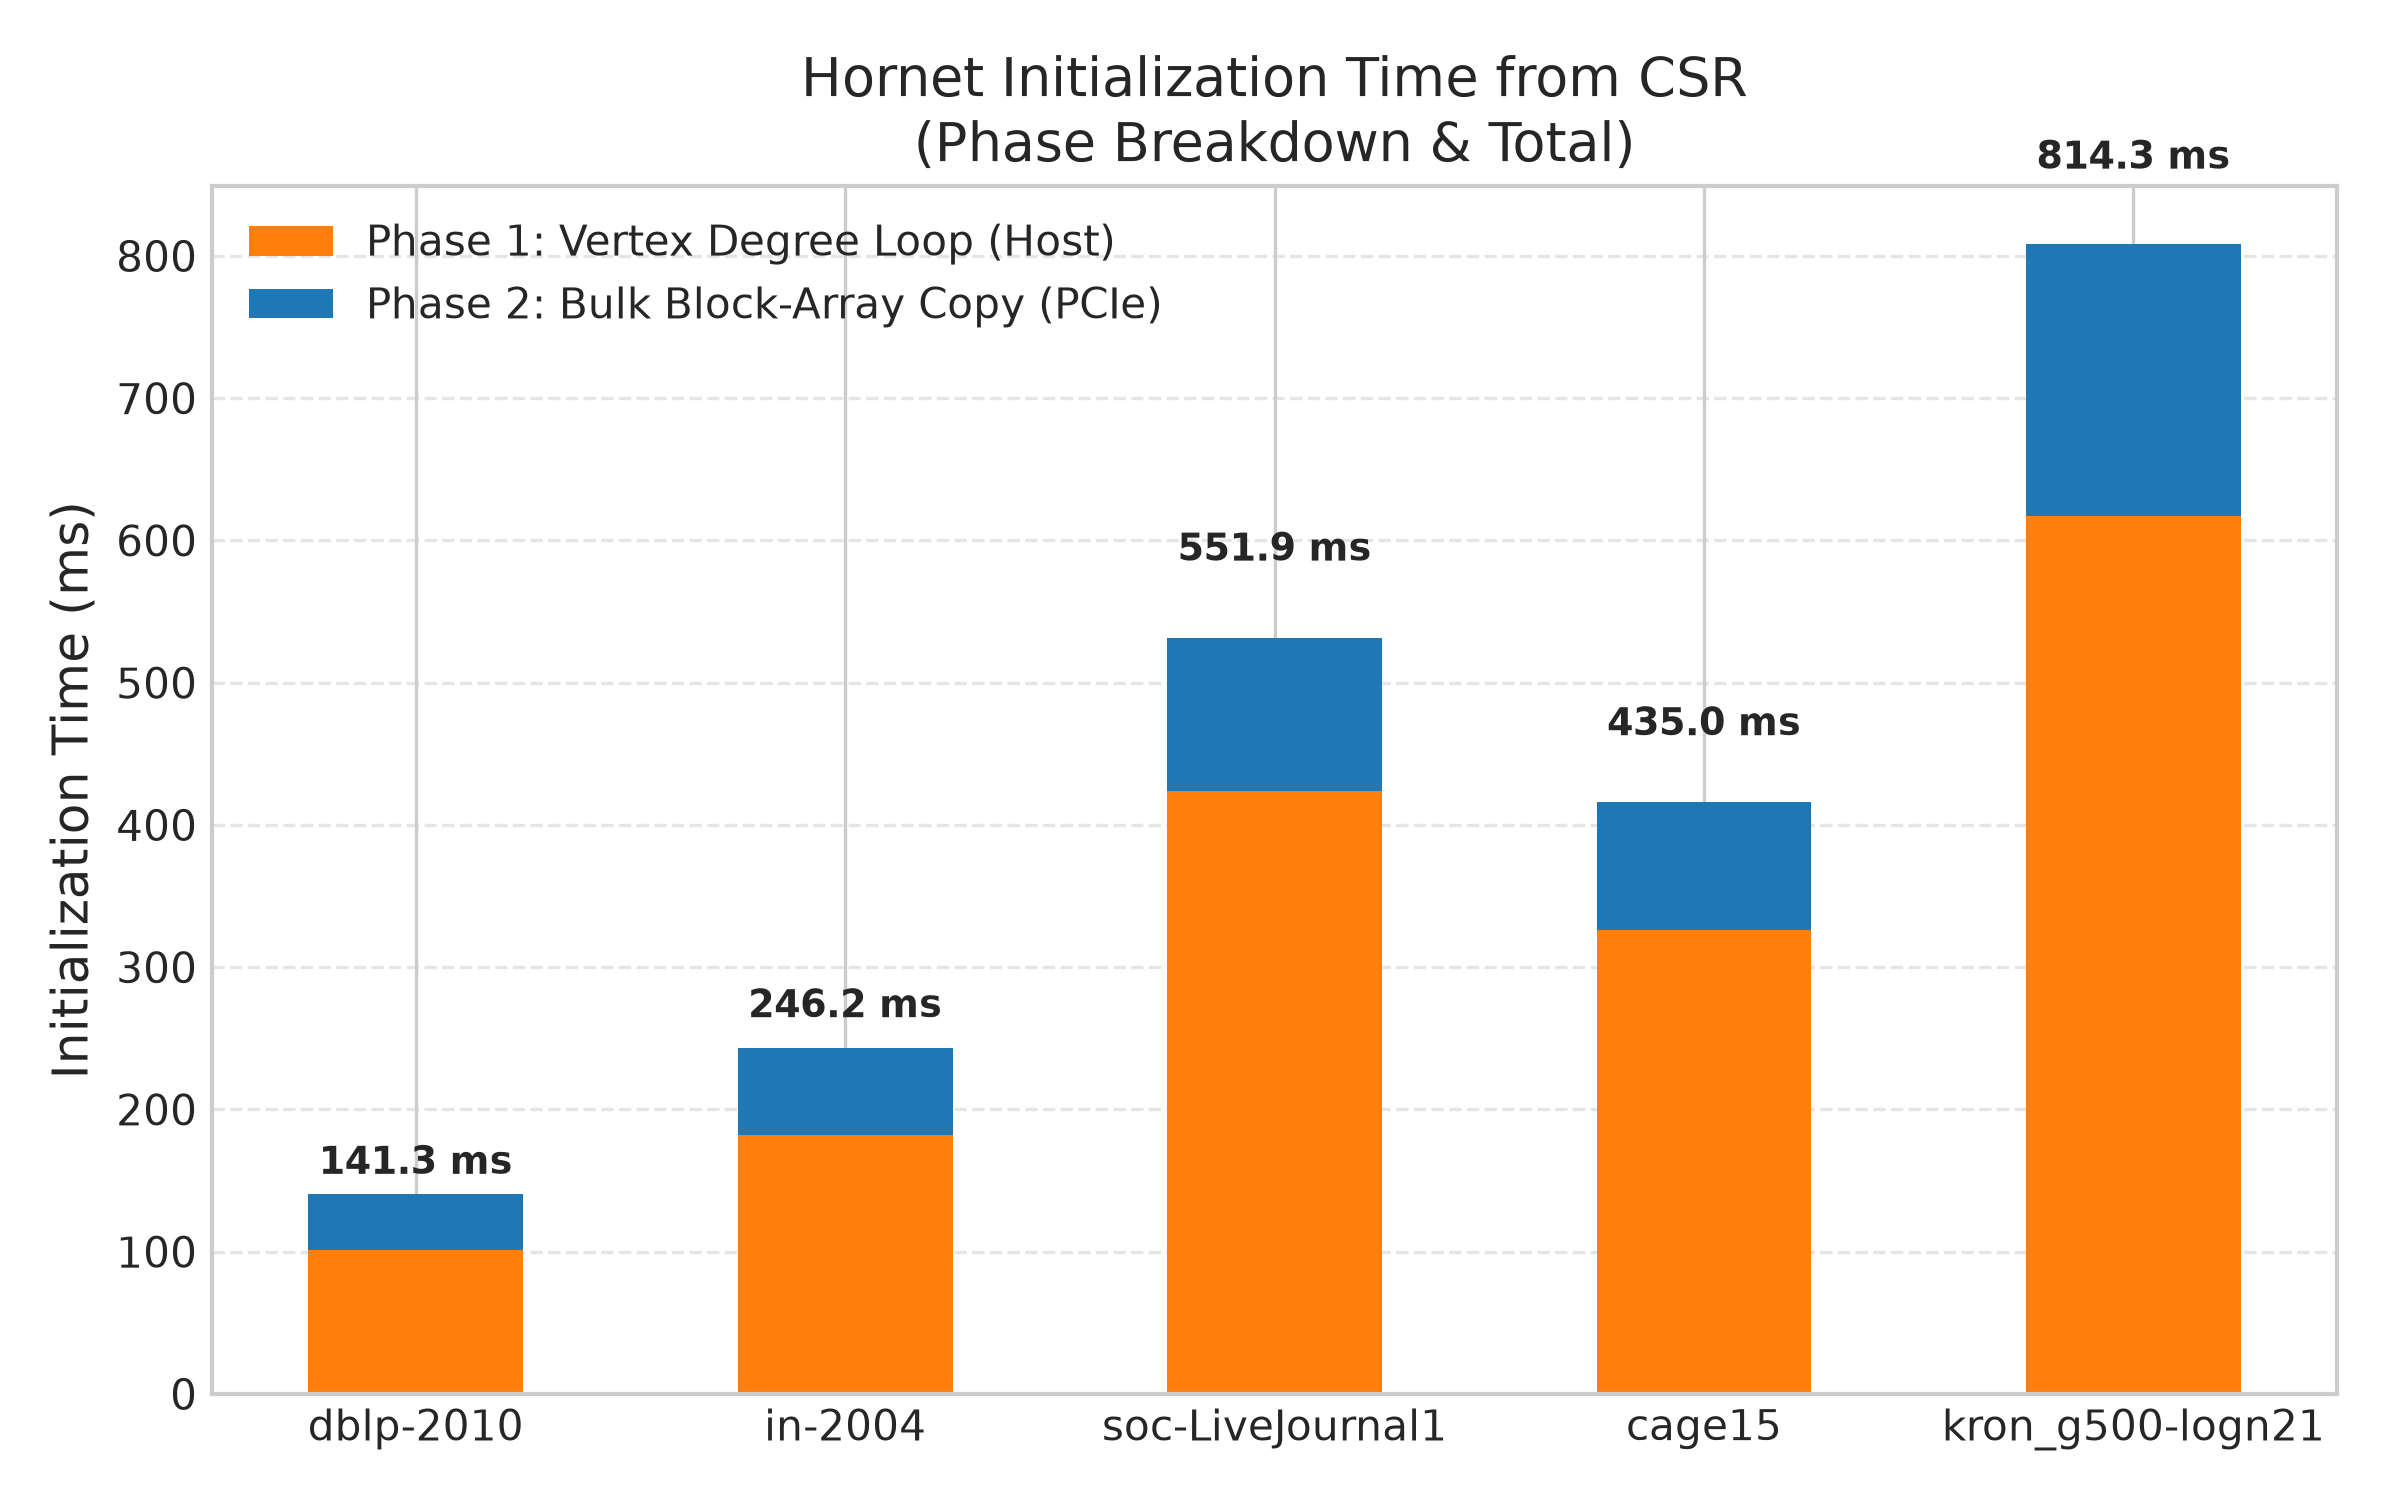 Hornet Initialization Time from CSR
(Phase Breakdown & Total)
814.3 ms
Phase 1: Vertex Degree Loop (Host)
Phase 2: Bulk Block-Array Copy (PCIe)
800
700
600
500
400
300
200
100
0
Initialization Time (ms)
551.9 ms
435.0 ms
246.2 ms
141.3 ms
dblp-2010
in-2004
soc-LiveJournal1
cage15
kron_g500-logn21